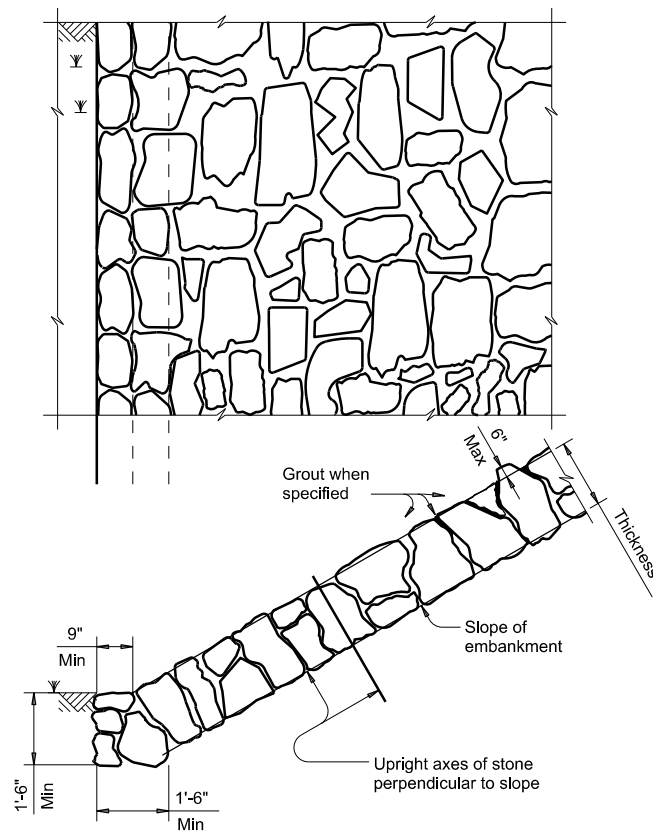 6"
Max
Grout when
specified
Thickness
9"
Min
Slope of
embankment
1'-6"
Min
Upright axes of stone
perpendicular to slope
1'-6"
Min